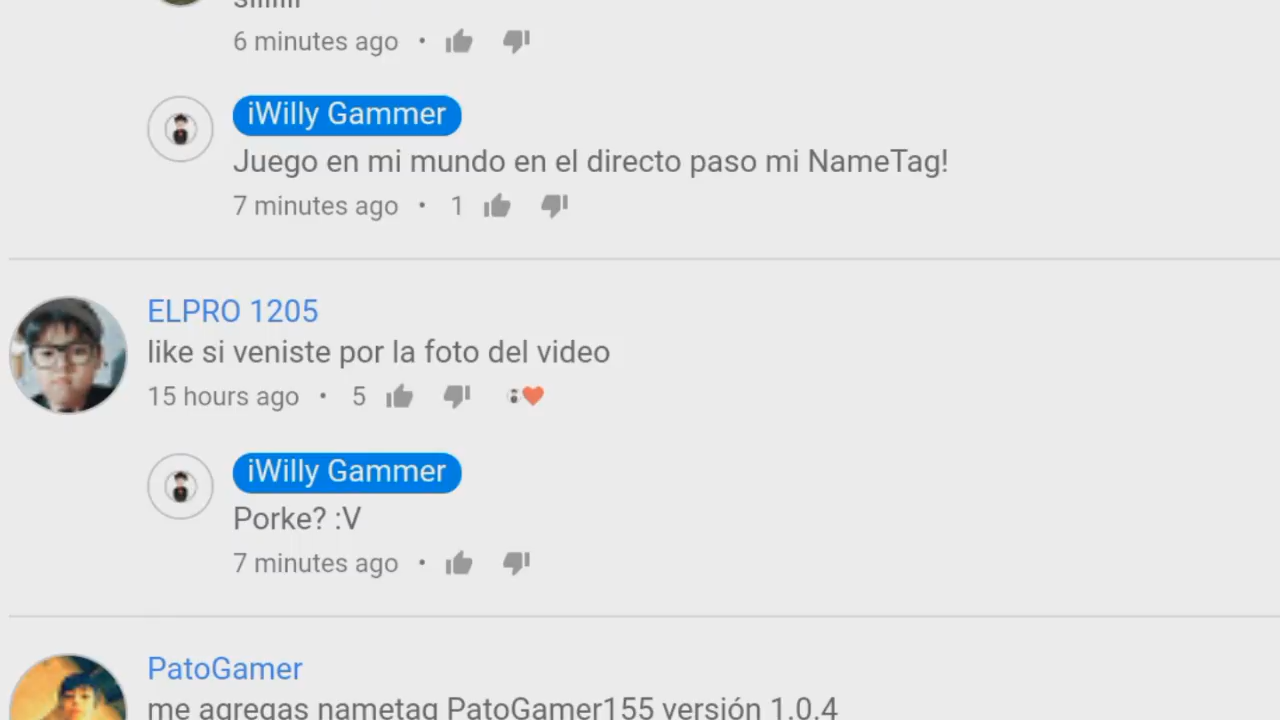 6 minutes ago •
iWilly Gammer
Juego en mi mundo en el directo paso mi NameTag!
7 minutes ago • 1
ELPRO 1205
like si veniste por la foto del video
15 hours ago • 5
iWilly Gammer
Porke? :V
7 minutes ago •
PatoGamer
me agregas nametag PatoGamer155 versión 1.0.4